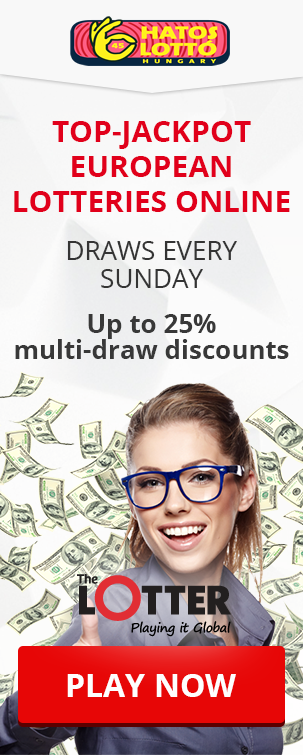 HATOS
45
LOTTO
HUNGARY
TOP-JACKPOT
EUROPEAN
LOTTERIES ONLINE
DRAWS EVERY
SUNDAY
Up to 25%
multi-draw discounts
The
LOTTER
Playing it Global
PLAY NOW